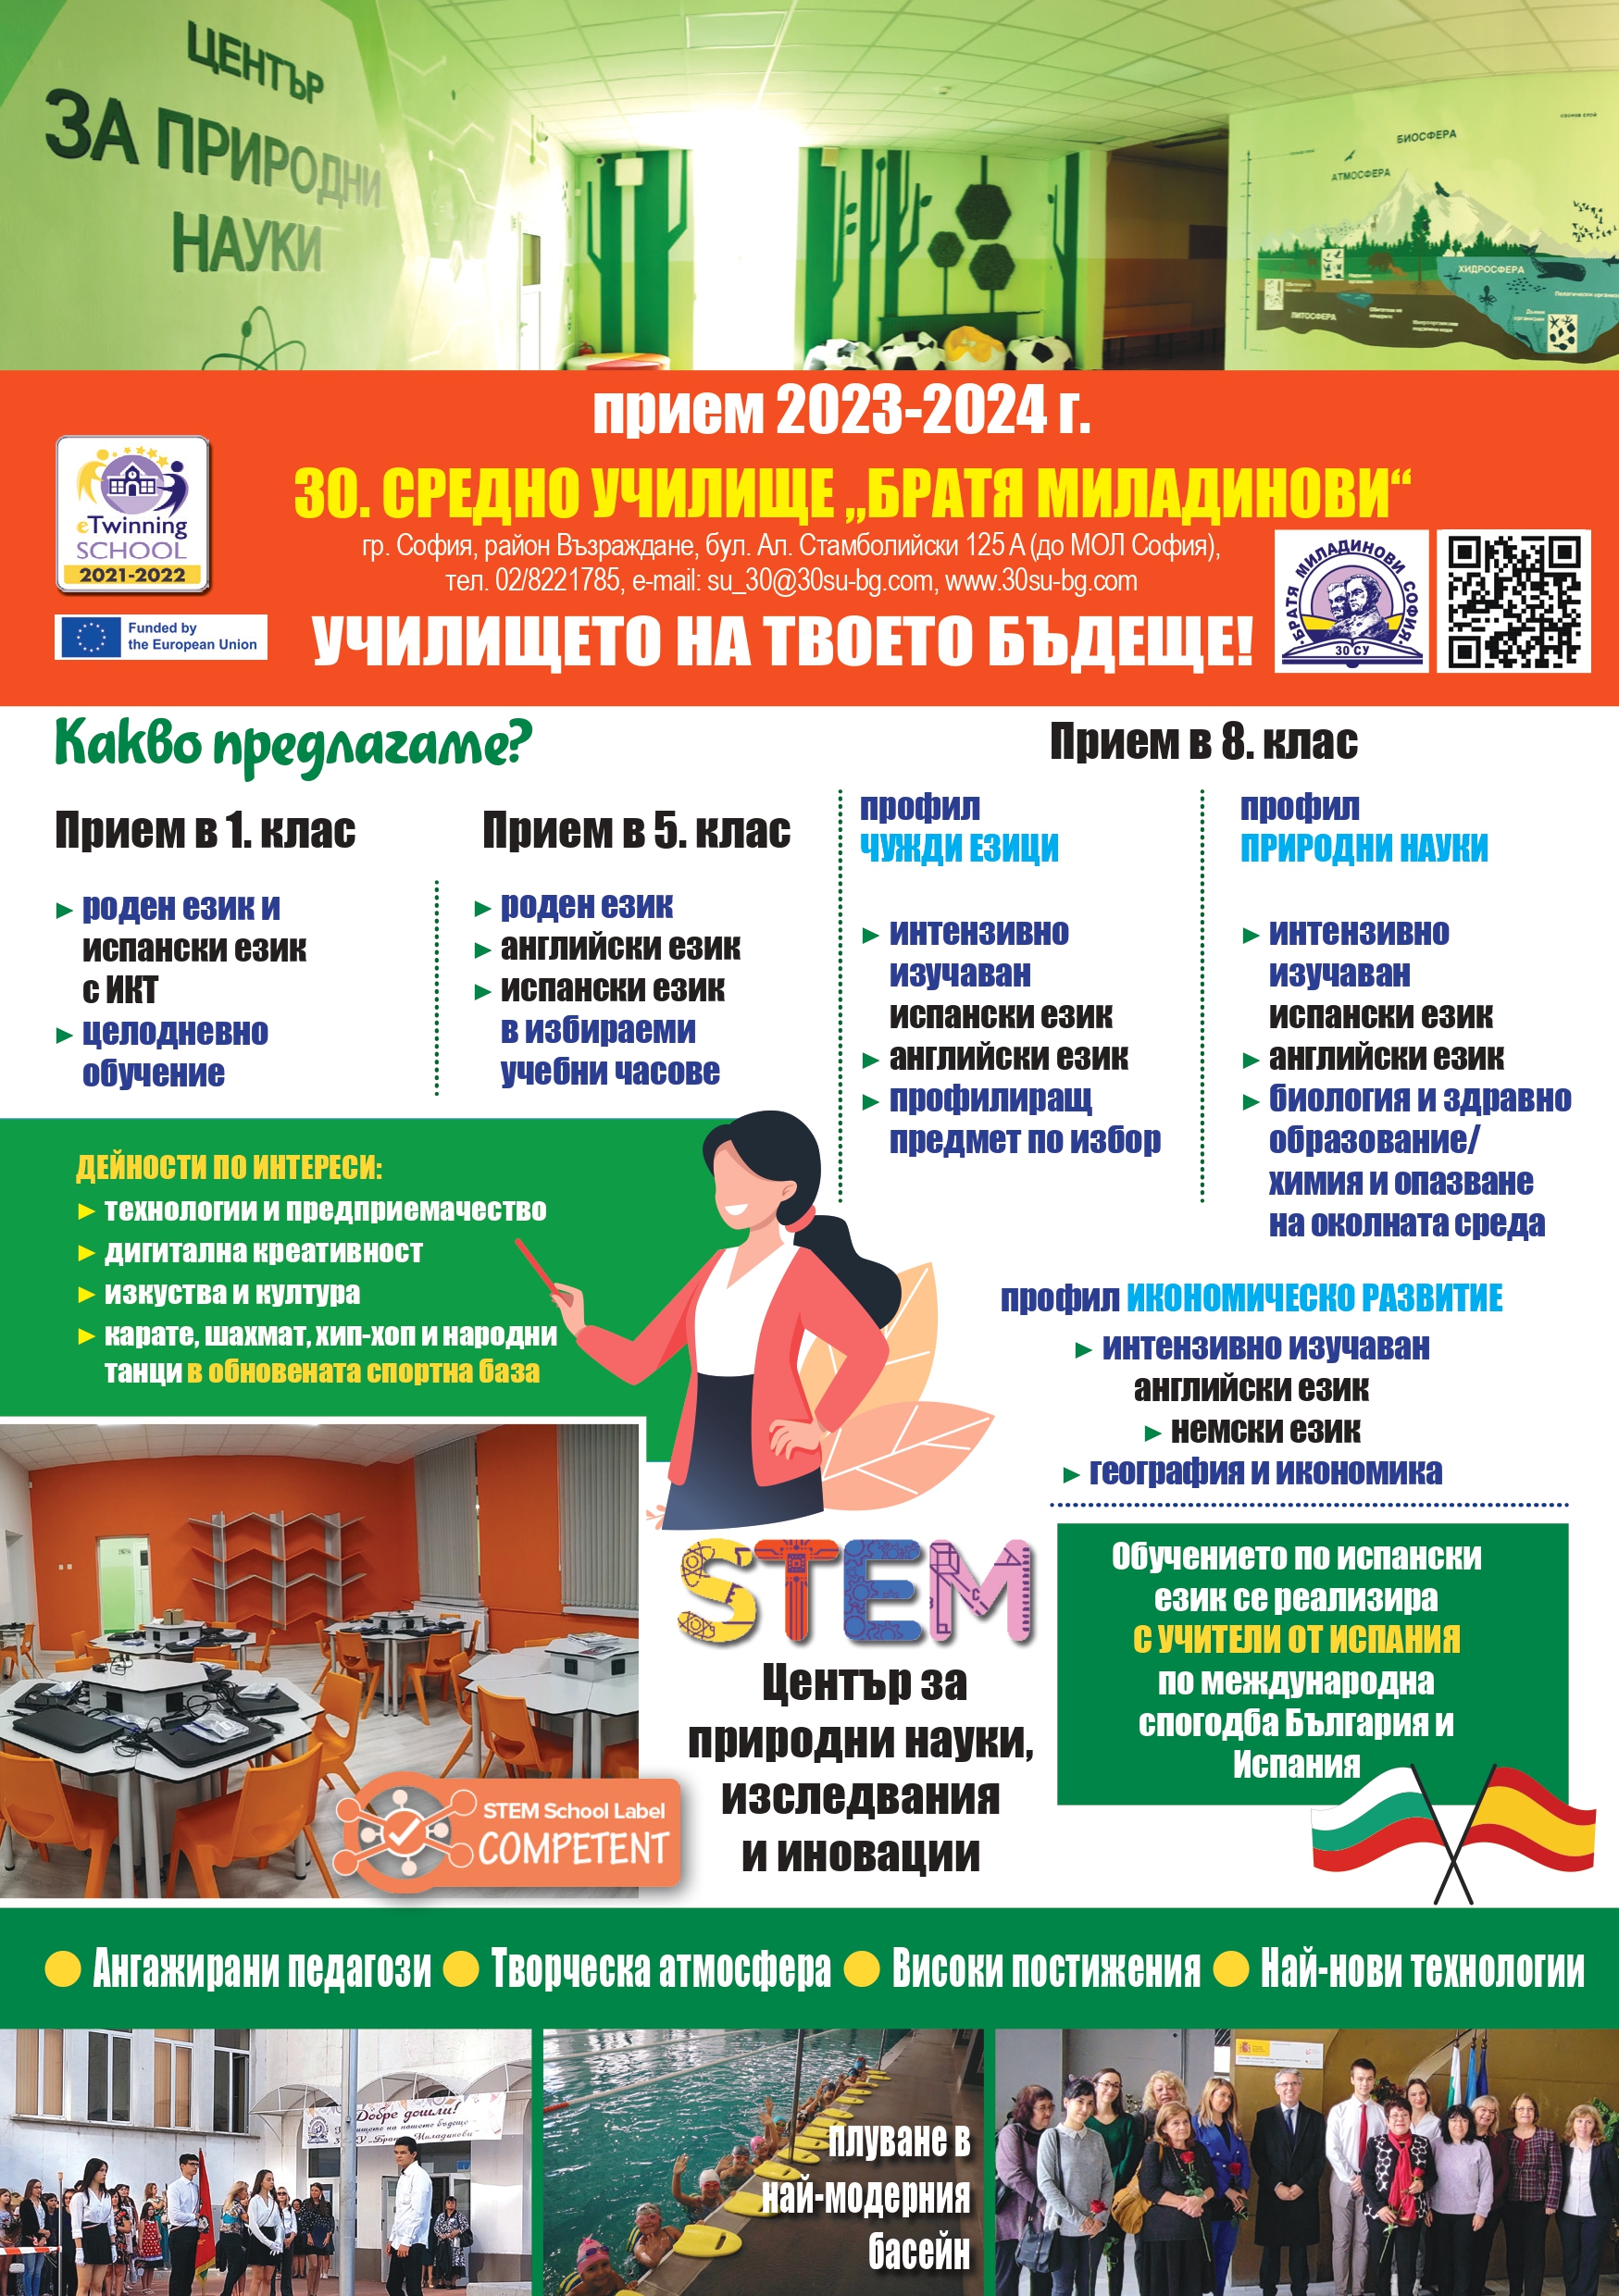 ЦЕНТЪР
ЗА ПРИРОДНИ
НАУКИ
БИОСФЕРА
АТМОСФЕРА
ХИДРОСФЕРА
ЛИТОСФЕРА
прием 2023-2024 г.
30. СРЕДНО УЧИЛИЩЕ „БРАТЯ МИЛАДИНОВИ“
гр. София, район Възраждане, бул. Ал. Стамболийски 125 А (до МОЛ София),
тел. 02/8221785, e-mail: su_30@30su-bg.com, www.30su-bg.com
УЧИЛИЩЕТО НА ТВОЕТО БЪДЕЩЕ!
eTwinning
SCHOOL
2021-2022
Funded by
the European Union
БРАТЯ МИЛАДИНОВИ СОФИЯ
30 СУ
Какво предлагаме?
Прием в 1. клас
роден език и
испански език
с ИКТ
целодневно
обучение
Прием в 5. клас
роден език
английски език
испански език
в избираеми
учебни часове
Прием в 8. клас
профил
ЧУЖДИ ЕЗИЦИ
интензивно
изучаван
испански език
английски език
профилиращ
предмет по избор
профил
ПРИРОДНИ НАУКИ
интензивно
изучаван
испански език
английски език
биология и здравно
образование/
химия и опазване
на околната среда
профил ИКОНОМИЧЕСКО РАЗВИТИЕ
интензивно изучаван
английски език
немски език
география и икономика
ДЕЙНОСТИ ПО ИНТЕРЕСИ:
технологии и предприемачество
дигитална креативност
изкуства и култура
карате, шахмат, хип-хоп и народни
танци в обновената спортна база
STEM
Център за
природни науки,
изследвания
и иновации
STEM School Label
COMPETENT
Обучението по испански
език се реализира
С УЧИТЕЛИ ОТ ИСПАНИЯ
по международна
спогодба България и
Испания
Ангажирани педагози
Творческа атмосфера
Високи постижения
Най-нови технологии
Добре дошли!
плуване в
най-модерния
басейн